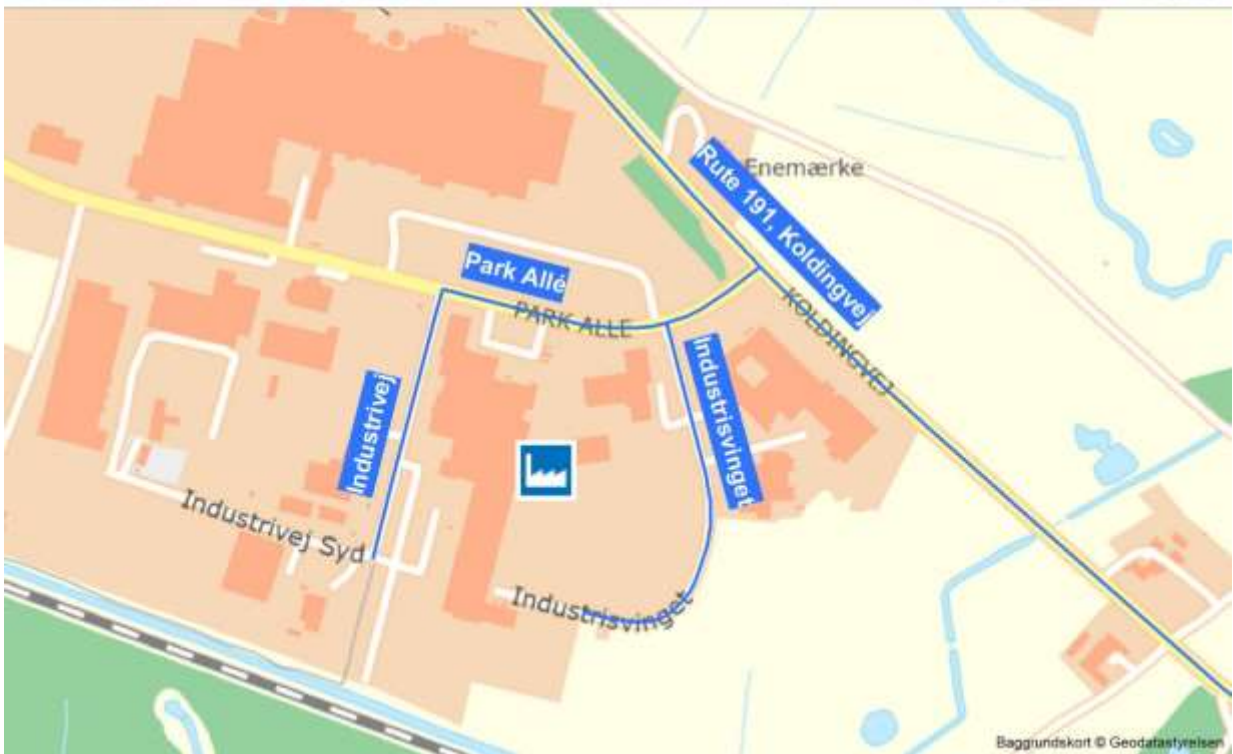 Enemærke
Rute 191, Koldingvej
Park Allé
PARK ALLE
KOLDINGVEJ
Industrivej
Industrisvinget
Industrivej Syd
Industrisvinget
Baggrundskort © Geodatastyrelsen